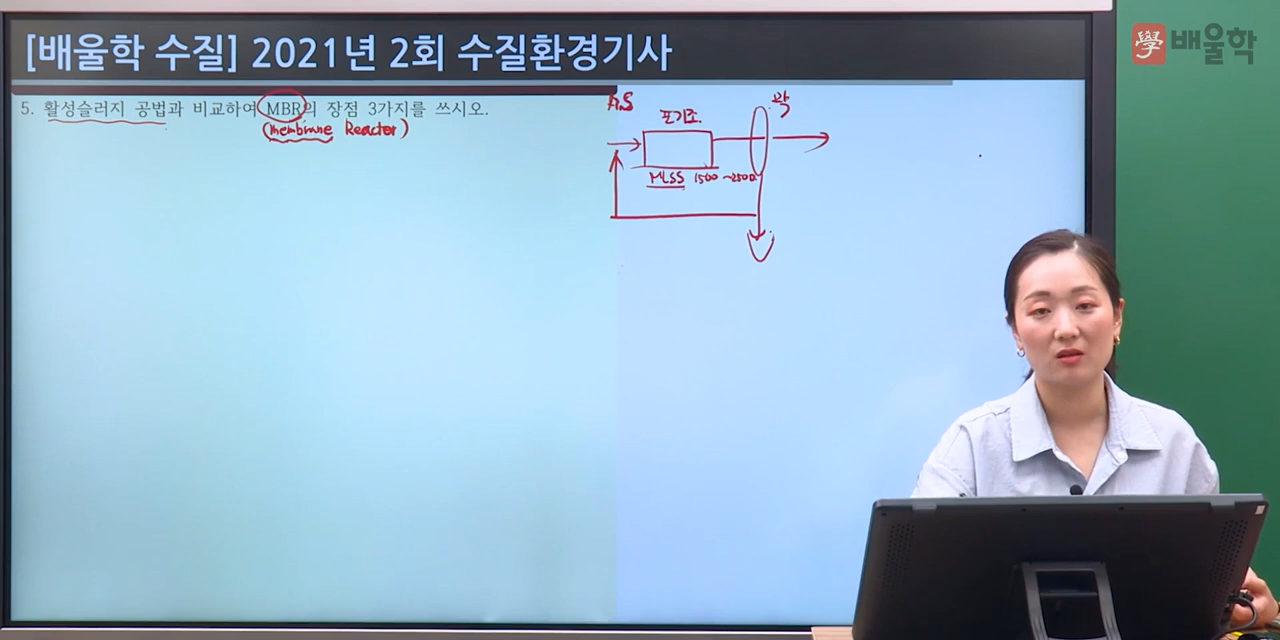 [배울학 수질] 2021년 2회 수질환경기사
學 배울학
5. 활성슬러지 공법과 비교하여 MBR의 장점 3가지를 쓰시오.
(membrane Reactor)
A.S
포기조
막
MLSS 1500 ~2500